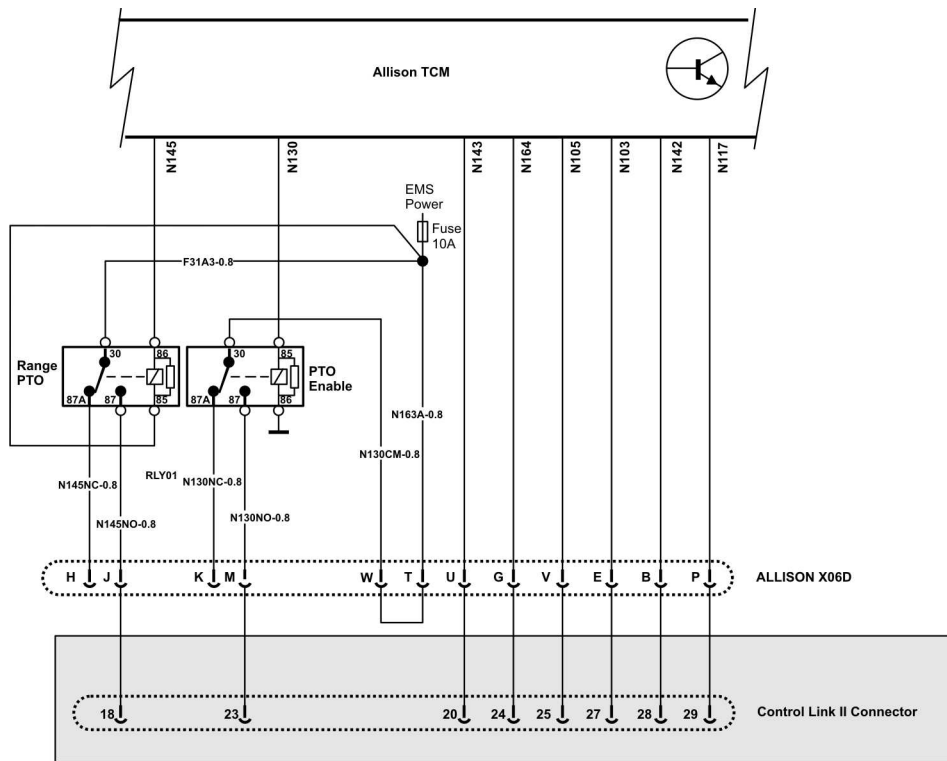 Allison TCM
N145
N130
N143
N164
N105
N103
N142
N117
EMS
Power
Fuse
10A
F31A3-0.8
Range
PTO
30
86
87A
87
85
30
85
87A
87
86
PTO
Enable
N163A-0.8
N130CM-0.8
N145NC-0.8
RLY01
N130NC-0.8
N145NO-0.8
N130NO-0.8
H J K M W T U G V E B P
ALLISON X06D
18 23 20 24 25 27 28 29
Control Link II Connector